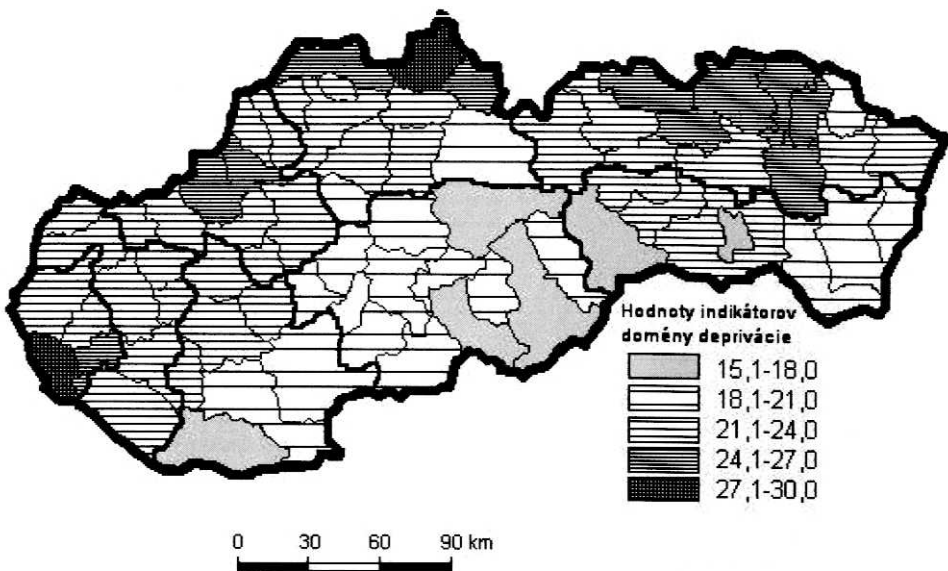 Hodnoty indikátorov
domény deprivácie
15,1-18,0
18,1-21,0
21,1-24,0
24,1-27,0
27,1-30,0
0 30 60 90 km